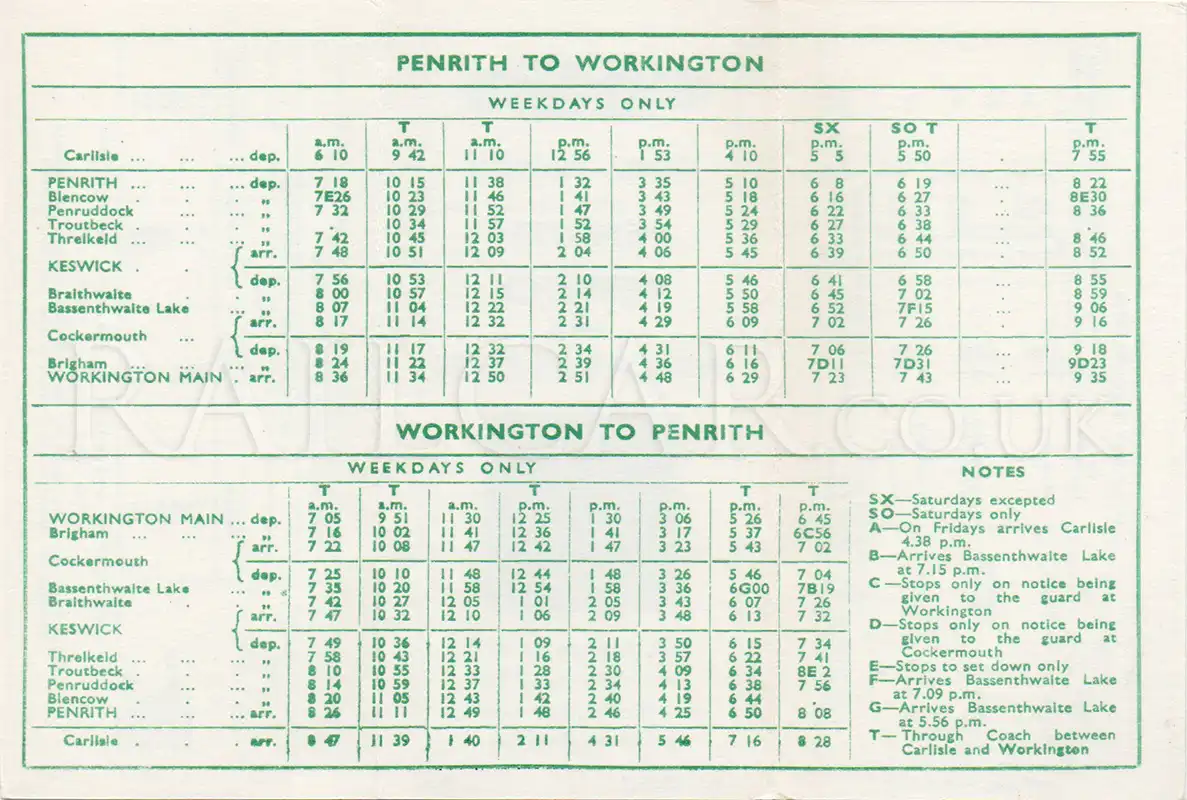 PENRITH TO WORKINGTON
WEEKDAYS ONLY
T T SX SO T T
a.m. a.m. a.m. p.m. p.m. p.m. p.m. p.m. p.m.
Carlisle ... ... ... dep. 6 10 9 42 11 10 12 56 1 53 4 10 5 5 5 50 . 7 55
PENRITH ... ... ... dep. 7 18 10 15 11 38 1 32 3 35 5 10 6 8 6 19 ... 8 22
Blencow . . . „ 7E26 10 23 11 46 1 41 3 43 5 18 6 16 6 27 ... 8E30
Penruddock ... ... „ 7 32 10 29 11 52 1 47 3 49 5 24 6 22 6 33 ... 8 36
Troutbeck . . . „ . 10 34 11 57 1 52 3 54 5 29 6 27 6 38 ... .
Threlkeld ... ... ... „ 7 42 10 45 12 03 1 58 4 00 5 36 6 33 6 44 ... 8 46
arr. 7 48 10 51 12 09 2 04 4 06 5 45 6 39 6 50 ... 8 52
KESWICK . .
dep. 7 56 10 53 12 11 2 10 4 08 5 46 6 41 6 58 ... 8 55
Braithwaite . . „ 8 00 10 57 12 15 2 14 4 12 5 50 6 45 7 02 ... 8 59
Bassenthwaite Lake ... „ 8 07 11 04 12 22 2 21 4 19 5 58 6 52 7F15 ... 9 06
arr. 8 17 11 14 12 32 2 31 4 29 6 09 7 02 7 26 ... 9 16
Cockermouth ...
dep. 8 19 11 17 12 32 2 34 4 31 6 11 7 06 7 26 ... 9 18
Brigham ... ... ... „ 8 24 11 22 12 37 2 39 4 36 6 16 7D11 7D31 ... 9D23
WORKINGTON MAIN . arr. 8 36 11 34 12 50 2 51 4 48 6 29 7 23 7 43 ... 9 35
RAILCAR.CO.UK
WORKINGTON TO PENRITH
WEEKDAYS ONLY
T T T T T
a.m. a.m. a.m. p.m. p.m. p.m. p.m. p.m.
WORKINGTON MAIN ... dep. 7 05 9 51 11 30 12 25 1 30 3 06 5 26 6 45
Brigham ... ... ... „ 7 16 10 02 11 41 12 36 1 41 3 17 5 37 6C56
arr. 7 22 10 08 11 47 12 42 1 47 3 23 5 43 7 02
Cockermouth
dep. 7 25 10 10 11 48 12 44 1 48 3 26 5 46 7 04
Bassenthwaite Lake ... „ 7 35 10 20 11 58 12 54 1 58 3 36 6G00 7B19
Braithwaite . . „ 7 42 10 27 12 05 1 01 2 05 3 43 6 07 7 26
arr. 7 47 10 32 12 10 1 06 2 09 3 48 6 13 7 32
KESWICK
dep. 7 49 10 36 12 14 1 09 2 11 3 50 6 15 7 34
Threlkeld ... ... ... „ 7 58 10 43 12 21 1 16 2 18 3 57 6 22 7 41
Troutbeck . . . „ 8 10 10 55 12 33 1 28 2 30 4 09 6 34 8E 2
Penruddock ... ... „ 8 14 10 59 12 37 1 33 2 34 4 13 6 38 7 56
Blencow . . . „ 8 20 11 05 12 43 1 42 2 40 4 19 6 44 .
PENRITH ... ... ... arr. 8 26 11 11 12 49 1 48 2 46 4 25 6 50 8 08
Carlisle . . . arr. 8 47 11 39 1 40 2 11 4 31 5 46 7 16 8 28
NOTES
SX—Saturdays excepted
SO—Saturdays only
A—On Fridays arrives Carlisle
4.38 p.m.
B—Arrives Bassenthwaite Lake
at 7.15 p.m.
C—Stops only on notice being
given to the guard at
Workington
D—Stops only on notice being
given to the guard at
Cockermouth
E—Stops to set down only
F—Arrives Bassenthwaite Lake
at 7.09 p.m.
G—Arrives Bassenthwaite Lake
at 5.56 p.m.
T—Through Coach between
Carlisle and Workington